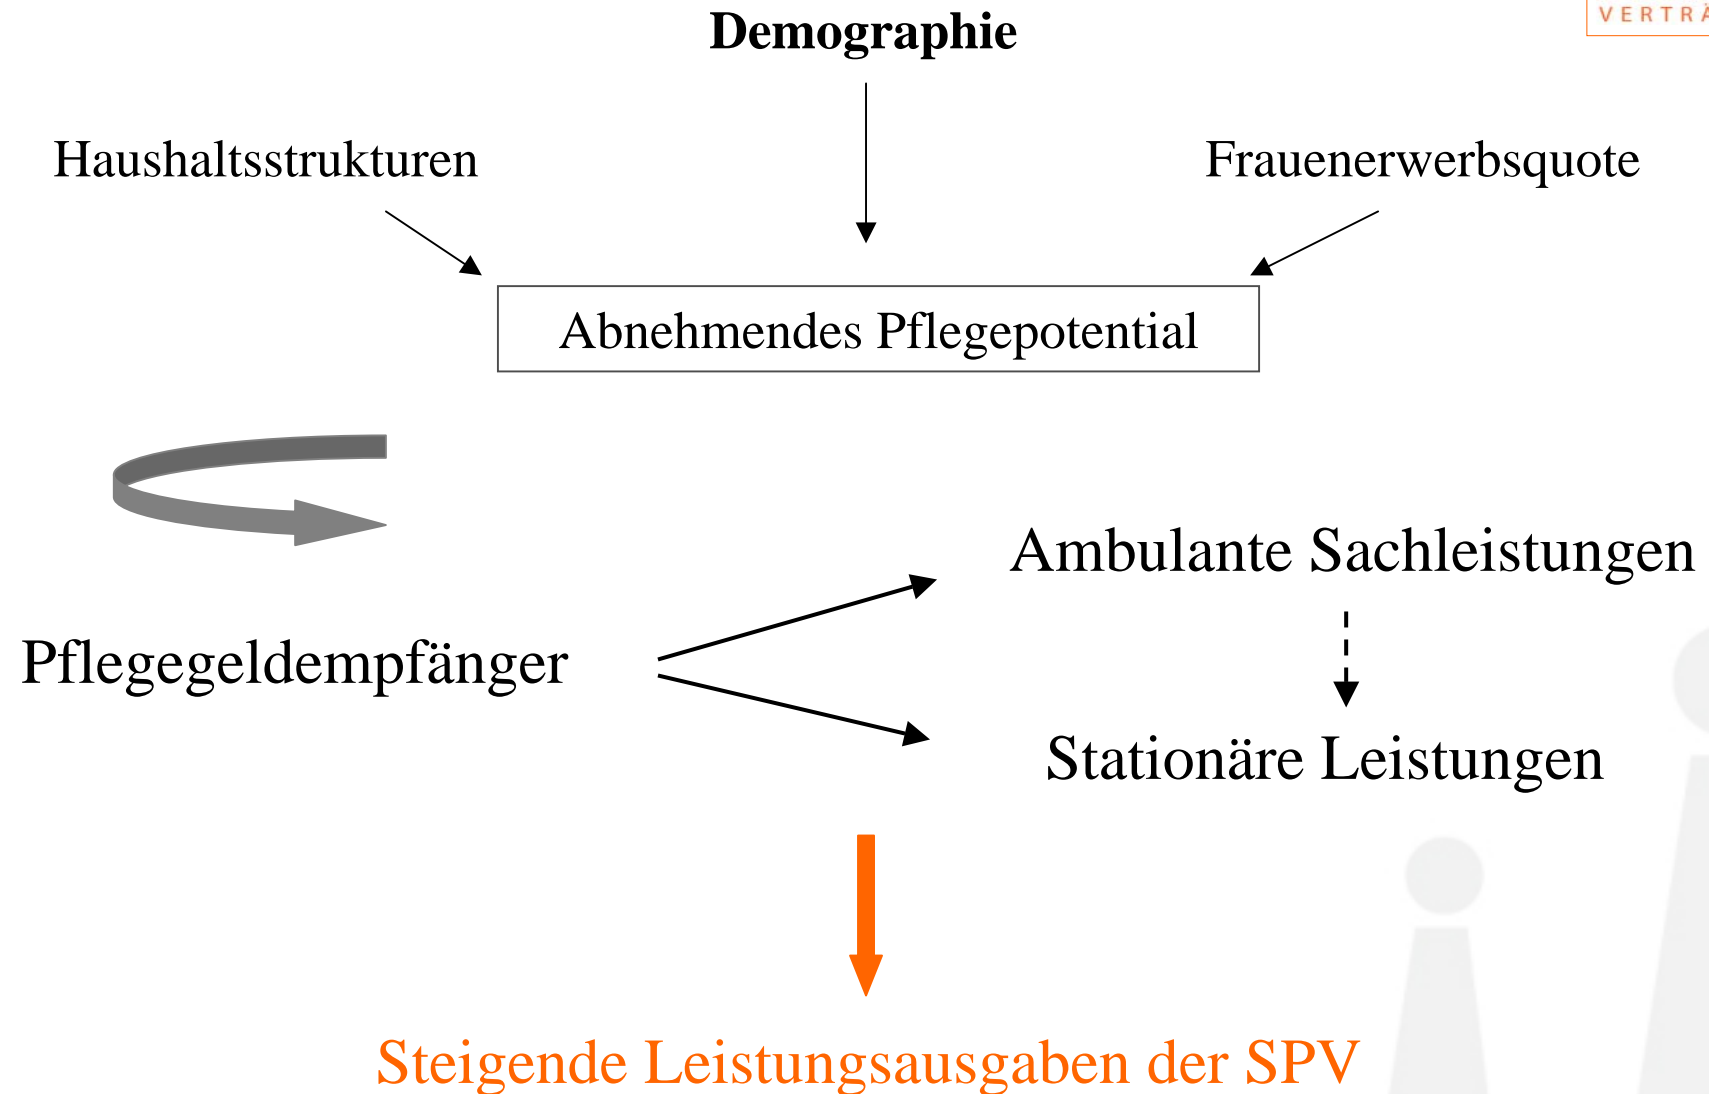 Demographie
Haushaltsstrukturen
Frauenerwerbsquote
Abnehmendes Pflegepotential
Ambulante Sachleistungen
Pflegegeldempfänger
Stationäre Leistungen
Steigende Leistungsausgaben der SPV